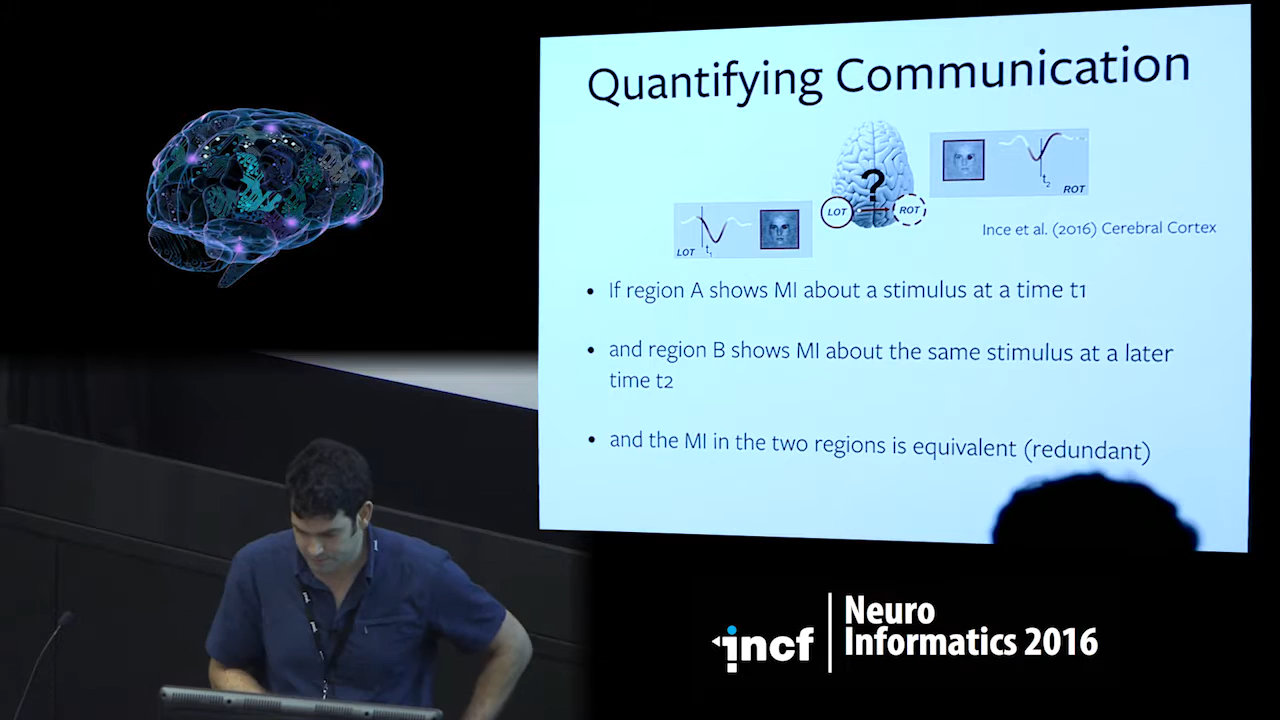 Quantifying Communication
?
LOT
ROT
t2
ROT
LOT
t1
Ince et al. (2016) Cerebral Cortex
• If region A shows MI about a stimulus at a time t1
• and region B shows MI about the same stimulus at a later
time t2
• and the MI in the two regions is equivalent (redundant)
incf
Neuro
Informatics 2016